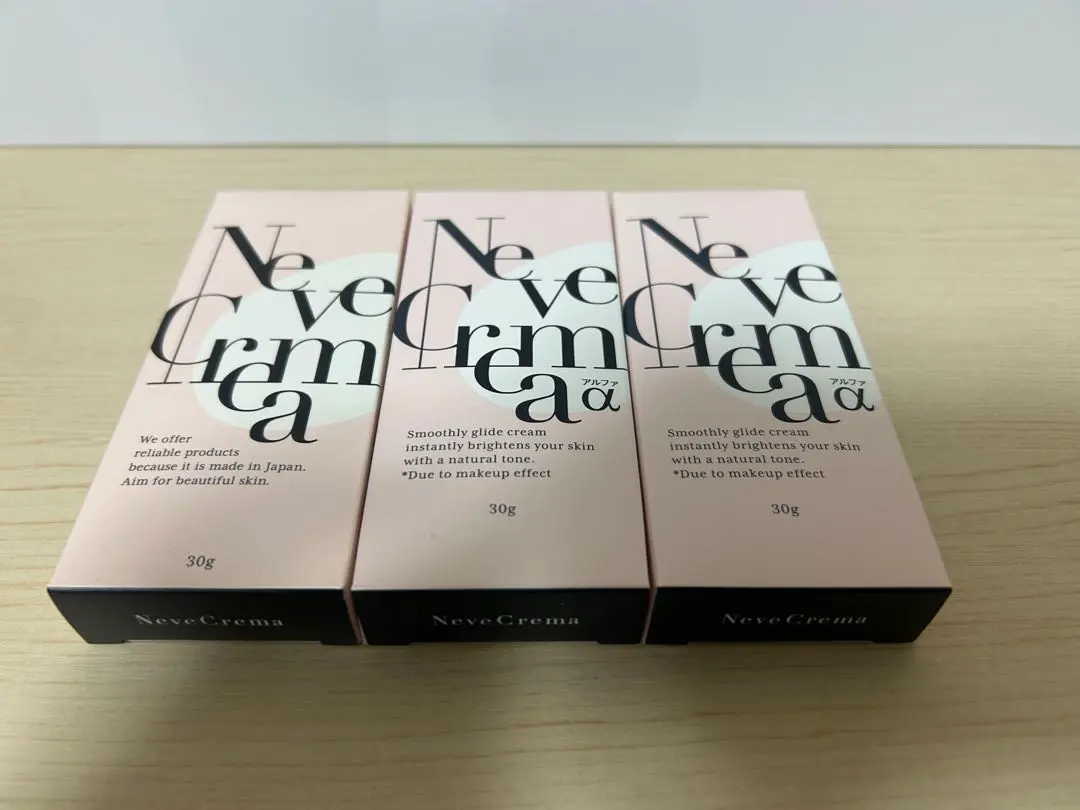 Neve
Crema
We offer
reliable products
because it is made in Japan.
Aim for beautiful skin.
30g
NeveCrema
Neve
Crema
アルファ
α
Smoothly glide cream
instantly brightens your skin
with a natural tone.
*Due to makeup effect
30g
NeveCrema
Neve
Crema
アルファ
α
Smoothly glide cream
instantly brightens your skin
with a natural tone.
*Due to makeup effect
30g
NeveCrema